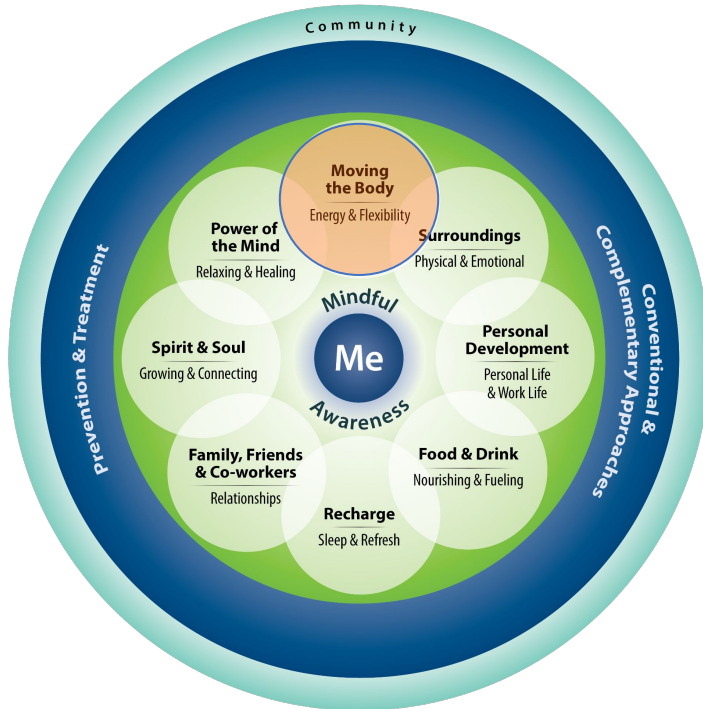 Community
Prevention & Treatment
Conventional &
Complementary Approaches
Moving
the Body
Energy & Flexibility
Surroundings
Physical & Emotional
Personal
Development
Personal Life
& Work Life
Food & Drink
Nourishing & Fueling
Recharge
Sleep & Refresh
Family, Friends
& Co-workers
Relationships
Spirit & Soul
Growing & Connecting
Power of
the Mind
Relaxing & Healing
Mindful
Me
Awareness